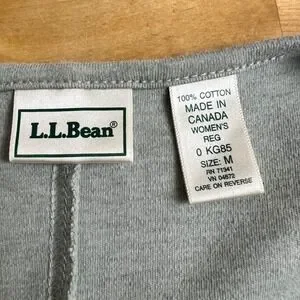 L.L.Bean®
100% COTTON
MADE IN
CANADA
WOMEN'S
REG
0 KG85
SIZE: M
RN 71341
VN 04872
CARE ON REVERSE